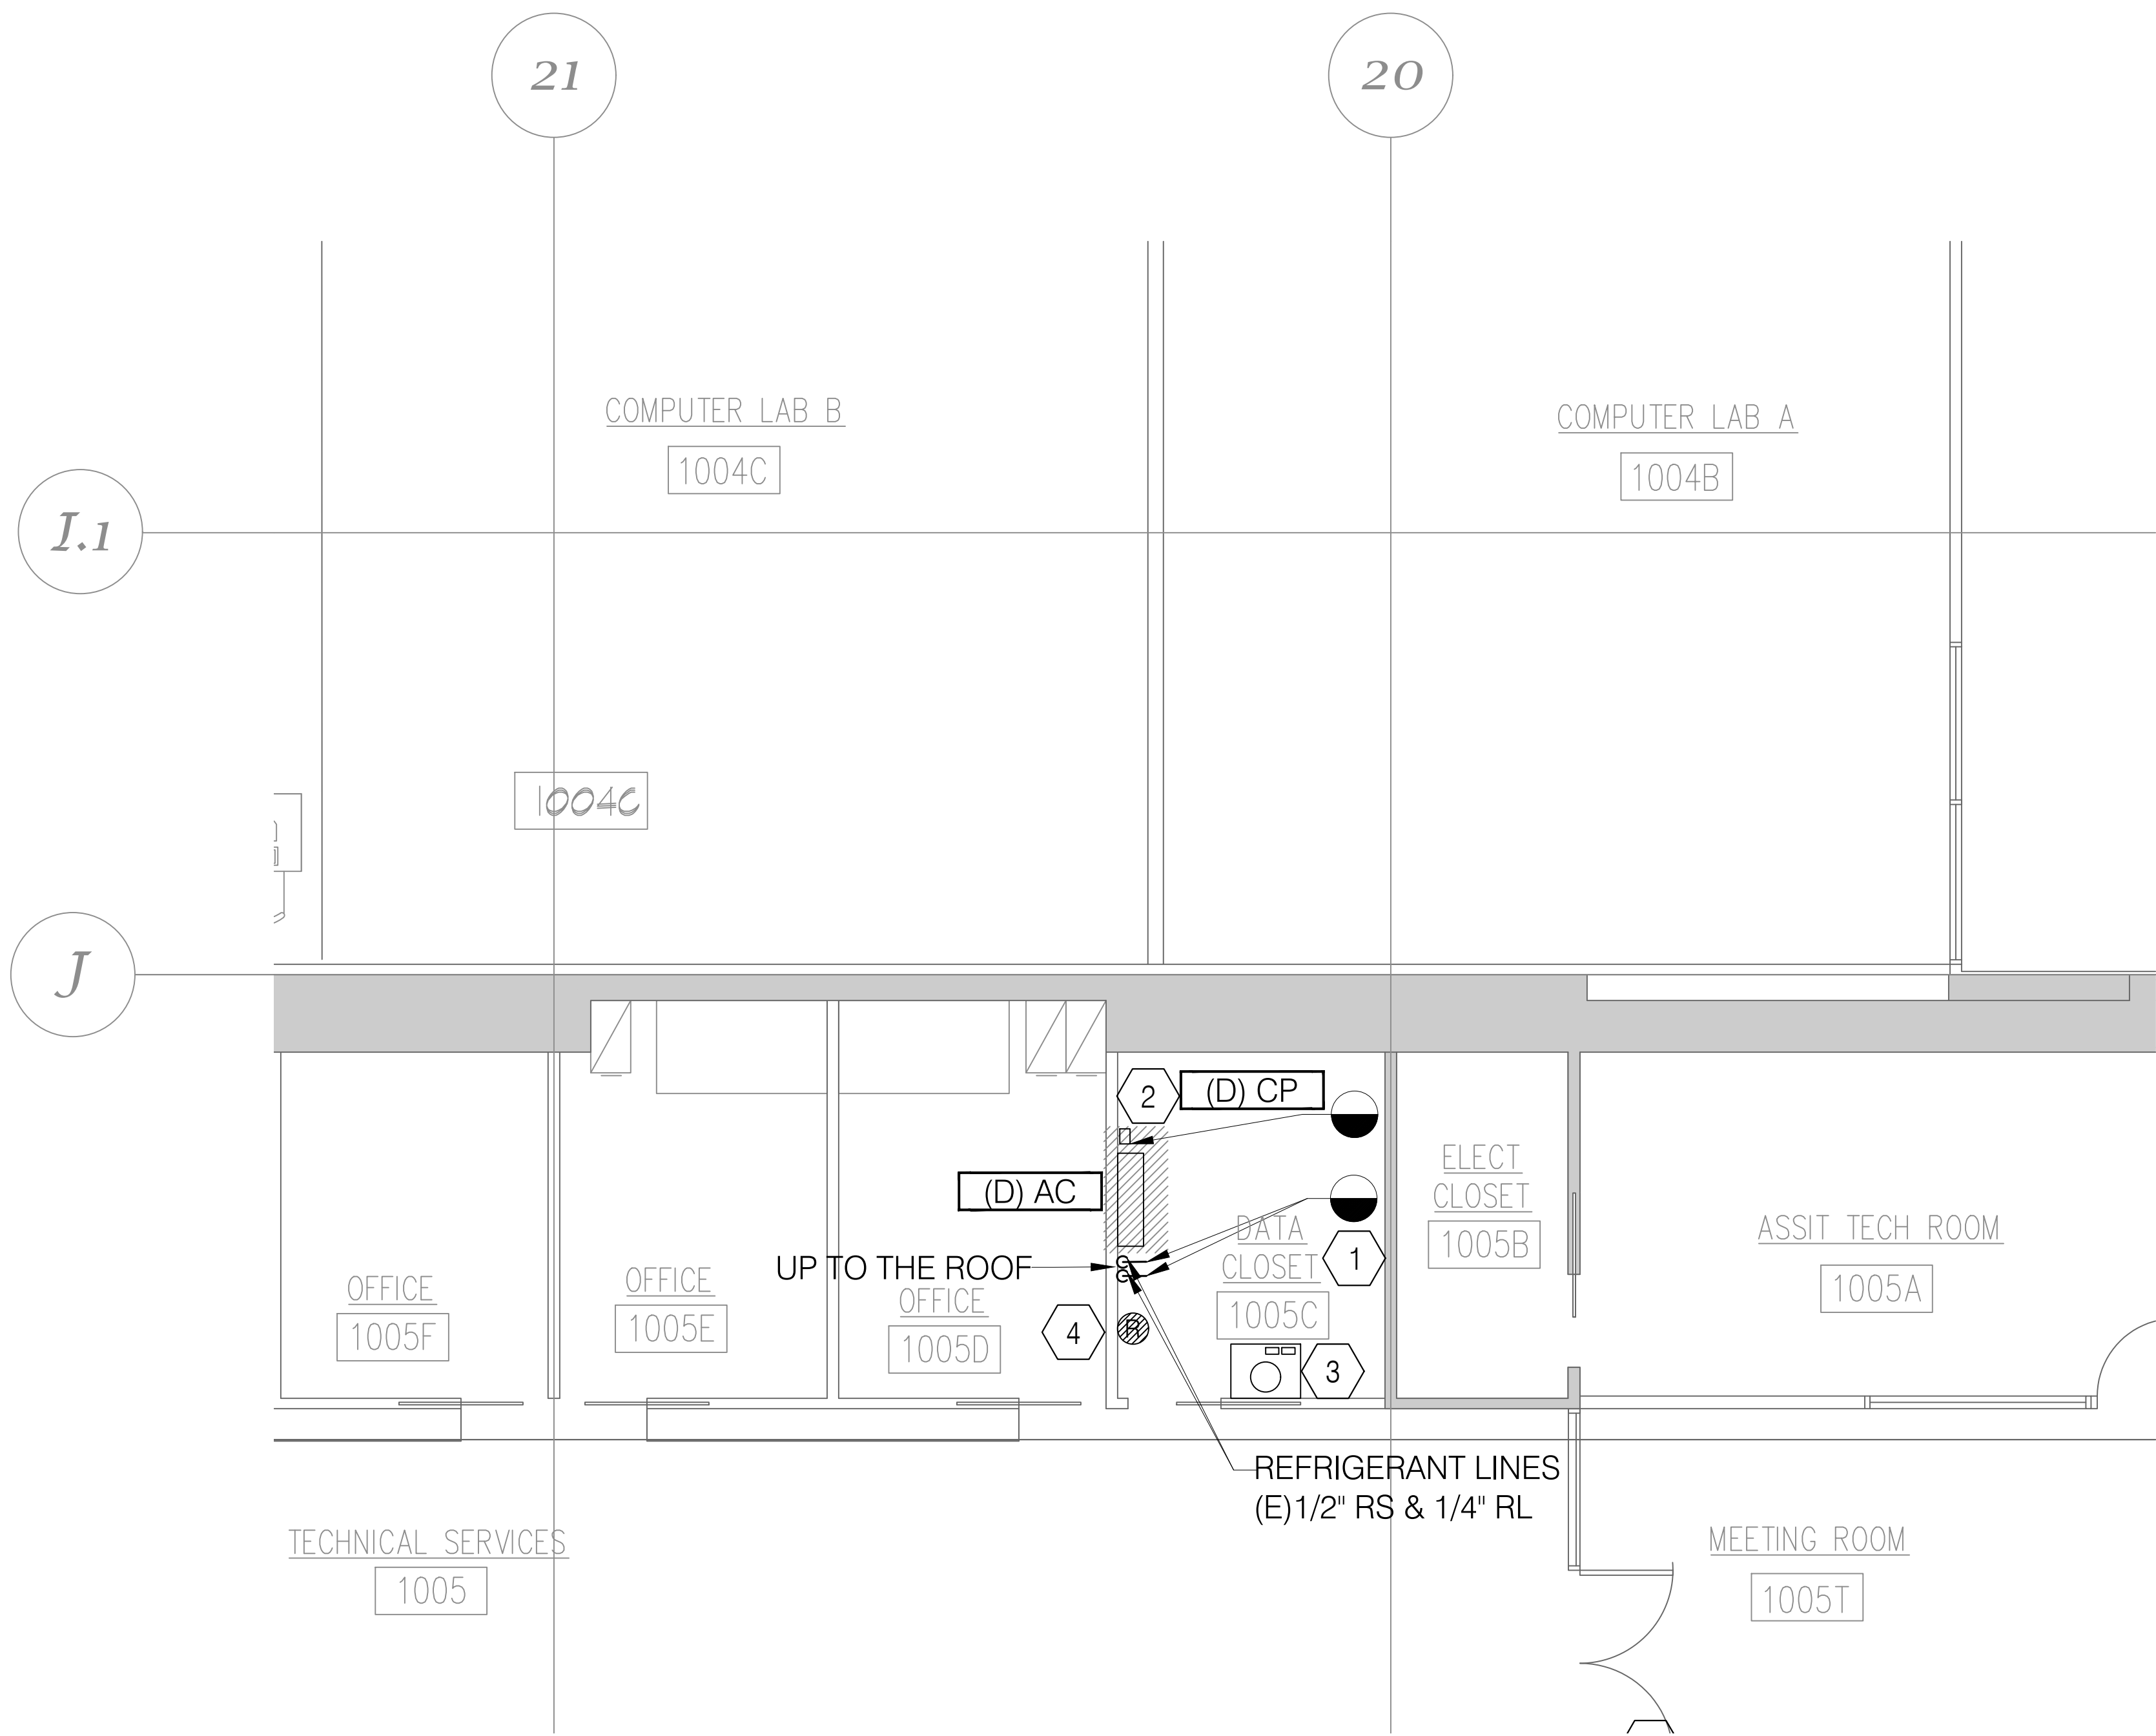 21
20
COMPUTER LAB B
1004C
COMPUTER LAB A
1004B
J.1
1004C
J
2
(D) CP
(D) AC
ELECT
CLOSET
1005B
DATA
CLOSET
1005C
1
ASSIT TECH ROOM
1005A
UP TO THE ROOF
OFFICE
1005F
OFFICE
1005E
OFFICE
1005D
4
R
3
REFRIGERANT LINES
(E)1/2" RS & 1/4" RL
TECHNICAL SERVICES
1005
MEETING ROOM
1005T